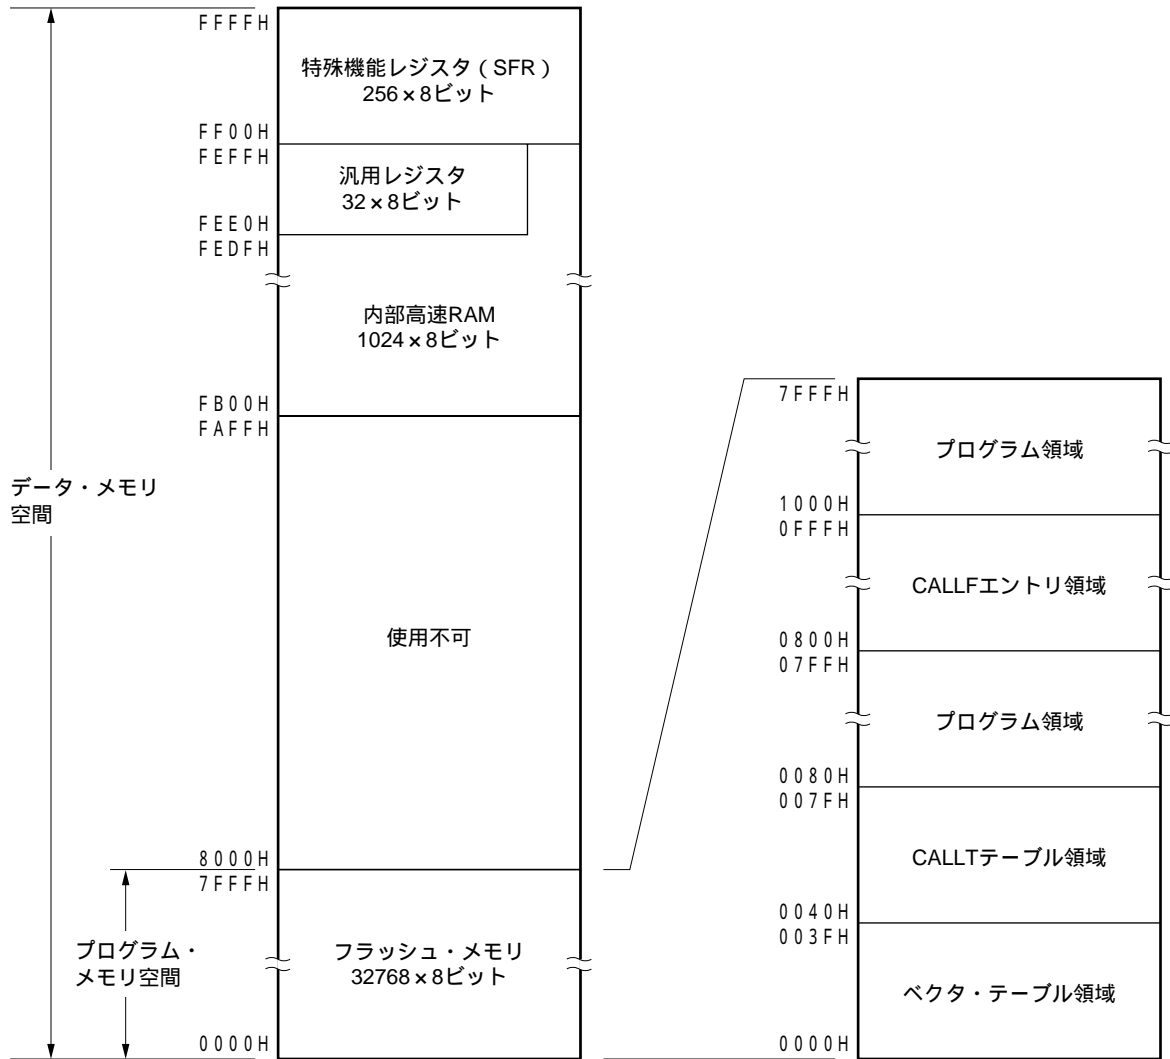 FFFFH
特殊機能レジスタ（SFR）
256×8ビット
FF00H
FEFFH
汎用レジスタ
32×8ビット
FEE0H
FEDFH
内部高速RAM
1024×8ビット
FB00H
FAFFH
データ・メモリ
空間
使用不可
8000H
7FFFH
プログラム・
メモリ空間
フラッシュ・メモリ
32768×8ビット
0000H
7FFFH
プログラム領域
1000H
0FFFH
CALLFエントリ領域
0800H
07FFH
プログラム領域
0080H
007FH
CALLTテーブル領域
0040H
003FH
ベクタ・テーブル領域
0000H